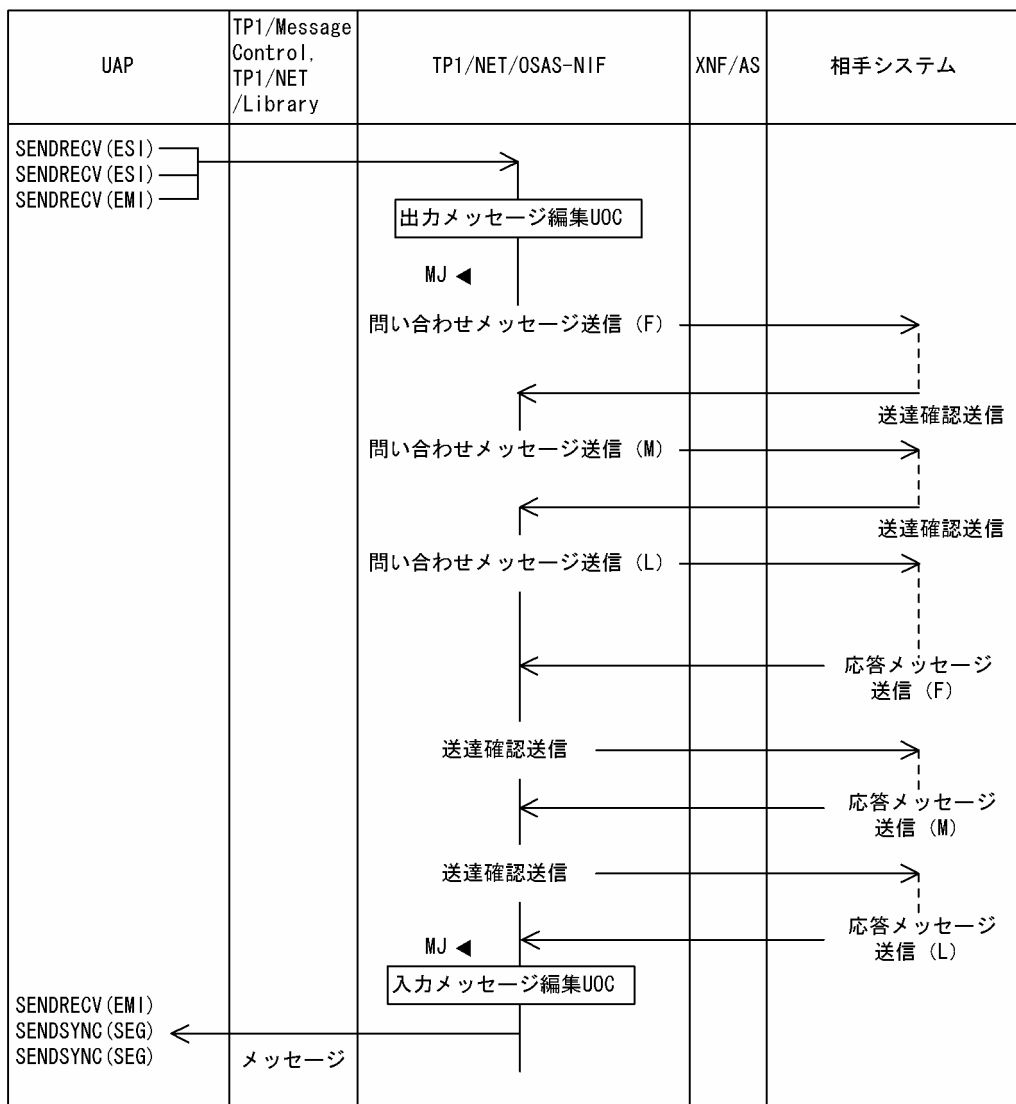 UAP
TP1/Message
Control,
TP1/NET
/Library
TP1/NET/OSAS-NIF
XNF/AS
相手システム
SENDRECV(ESI)
SENDRECV(ESI)
SENDRECV(EMI)
出力メッセージ編集UOC
MJ ◀
問い合わせメッセージ送信 (F)
送達確認送信
問い合わせメッセージ送信 (M)
送達確認送信
問い合わせメッセージ送信 (L)
応答メッセージ
送信 (F)
送達確認送信
応答メッセージ
送信 (M)
送達確認送信
応答メッセージ
送信 (L)
MJ ◀
入力メッセージ編集UOC
SENDRECV(EMI)
SENDSYNC(SEG)
SENDSYNC(SEG)
メッセージ